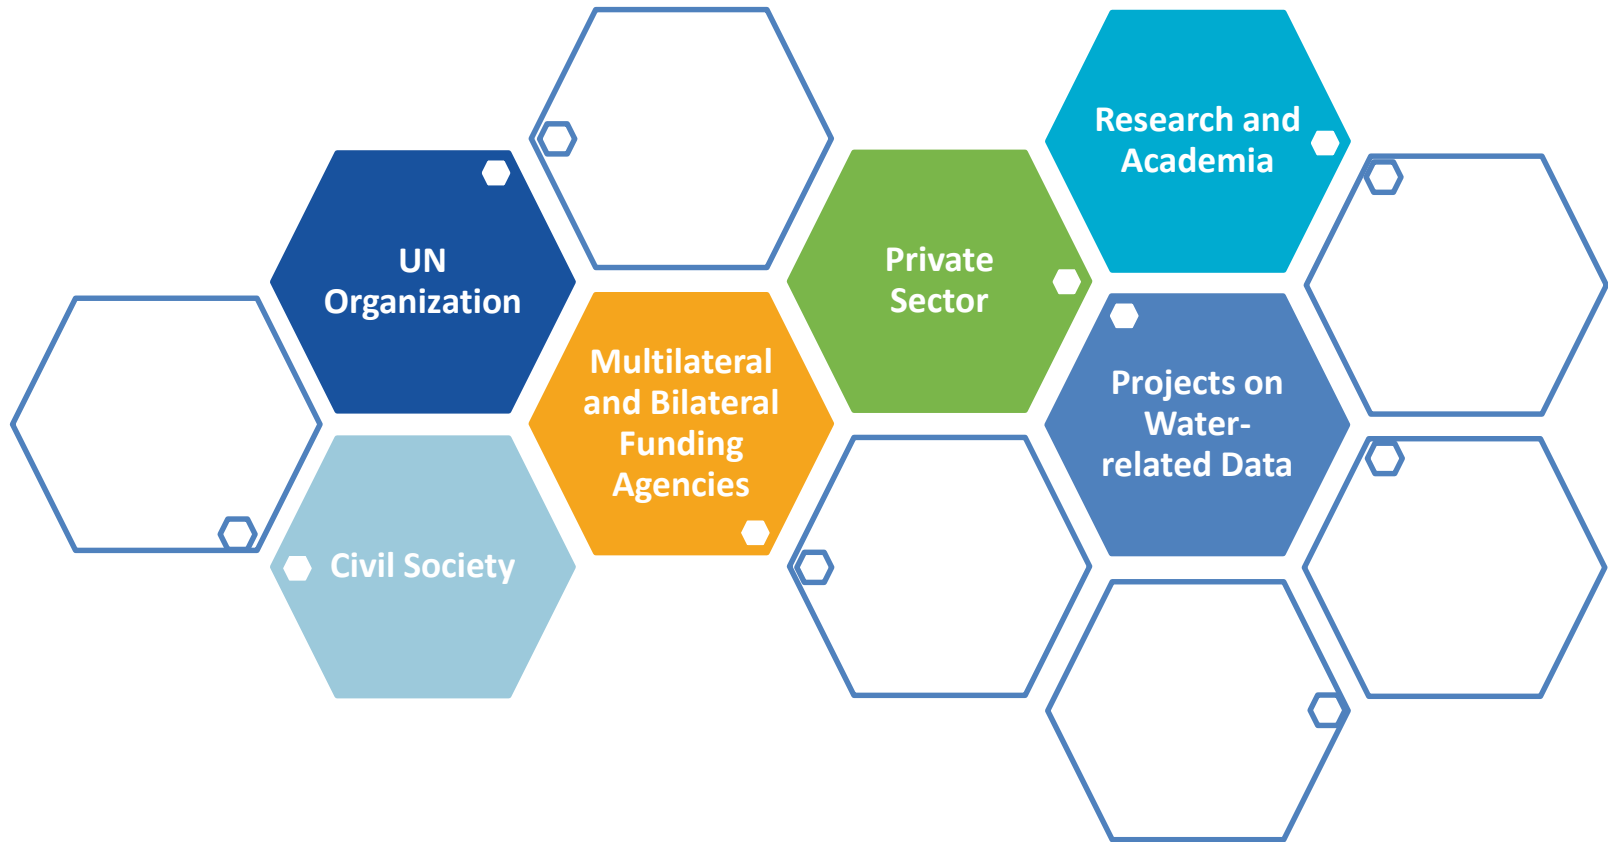 UN
Organization
Civil Society
Multilateral
and Bilateral
Funding
Agencies
Private
Sector
Research and
Academia
Projects on
Water-
related Data